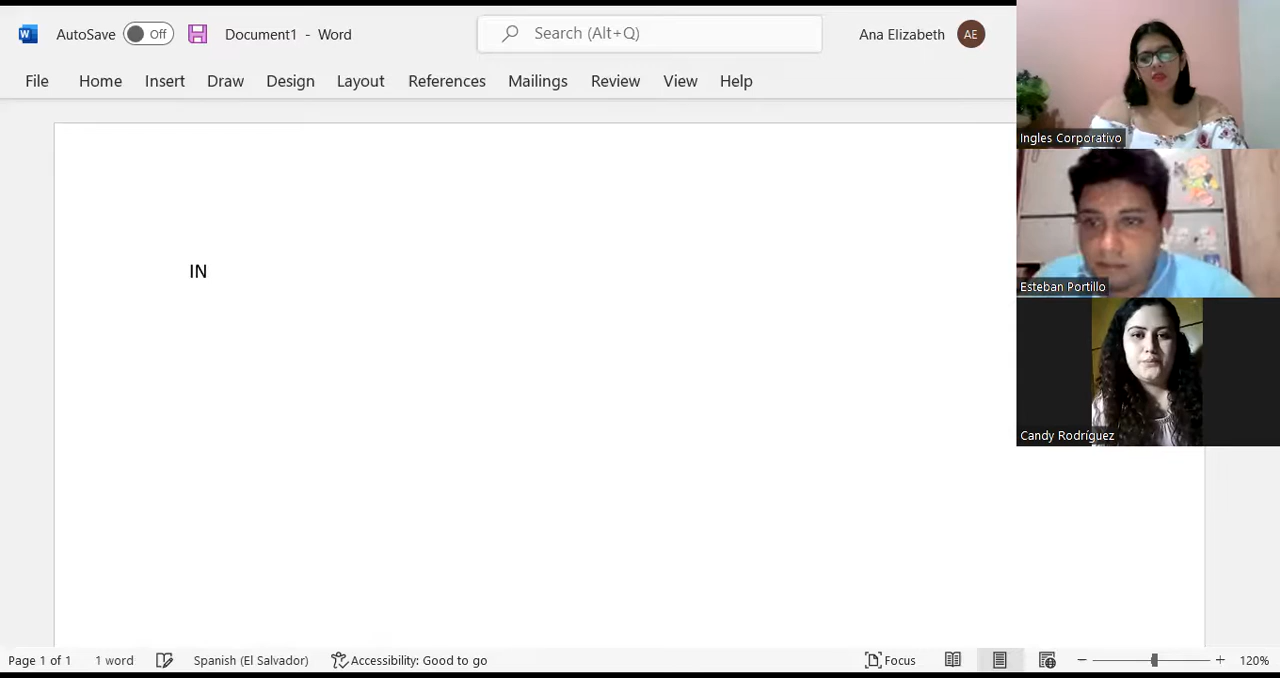 AutoSave Off Document1 - Word Search (Alt+Q) Ana Elizabeth AE
File Home Insert Draw Design Layout References Mailings Review View Help
IN
Ingles Corporativo
Esteban Portillo
Candy Rodríguez
Page 1 of 1 1 word Spanish (El Salvador) Accessibility: Good to go Focus 120%